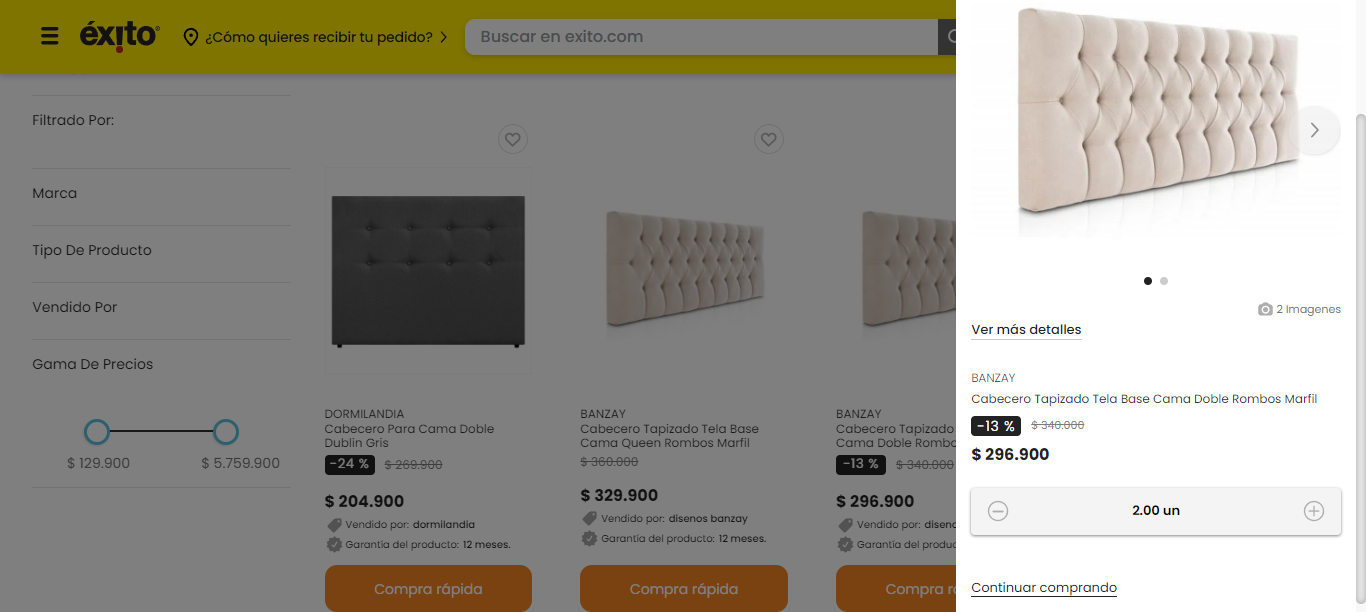 éxito
¿Cómo quieres recibir tu pedido?
Buscar en exito.com
Filtrado Por:
Marca
Tipo De Producto
Vendido Por
Gama De Precios
$ 129.900
$ 5.759.900
DORMILANDIA
Cabecero Para Cama Doble
Dublin Gris
-24 % $ 269.900
$ 204.900
Vendido por: dormilandia
Garantía del producto: 12 meses.
Compra rápida
BANZAY
Cabecero Tapizado Tela Base
Cama Queen Rombos Marfil
$ 360.000
$ 329.900
Vendido por: disenos banzay
Garantía del producto: 12 meses.
Compra rápida
BANZAY
Cabecero Tapizado
Cama Doble Rombo
-13 % $ 340.000
$ 296.900
Vendido por: diseno
Garantía del produc
Compra rá
2 Imagenes
Ver más detalles
BANZAY
Cabecero Tapizado Tela Base Cama Doble Rombos Marfil
-13 % $ 340.000
$ 296.900
2.00 un
Continuar comprando